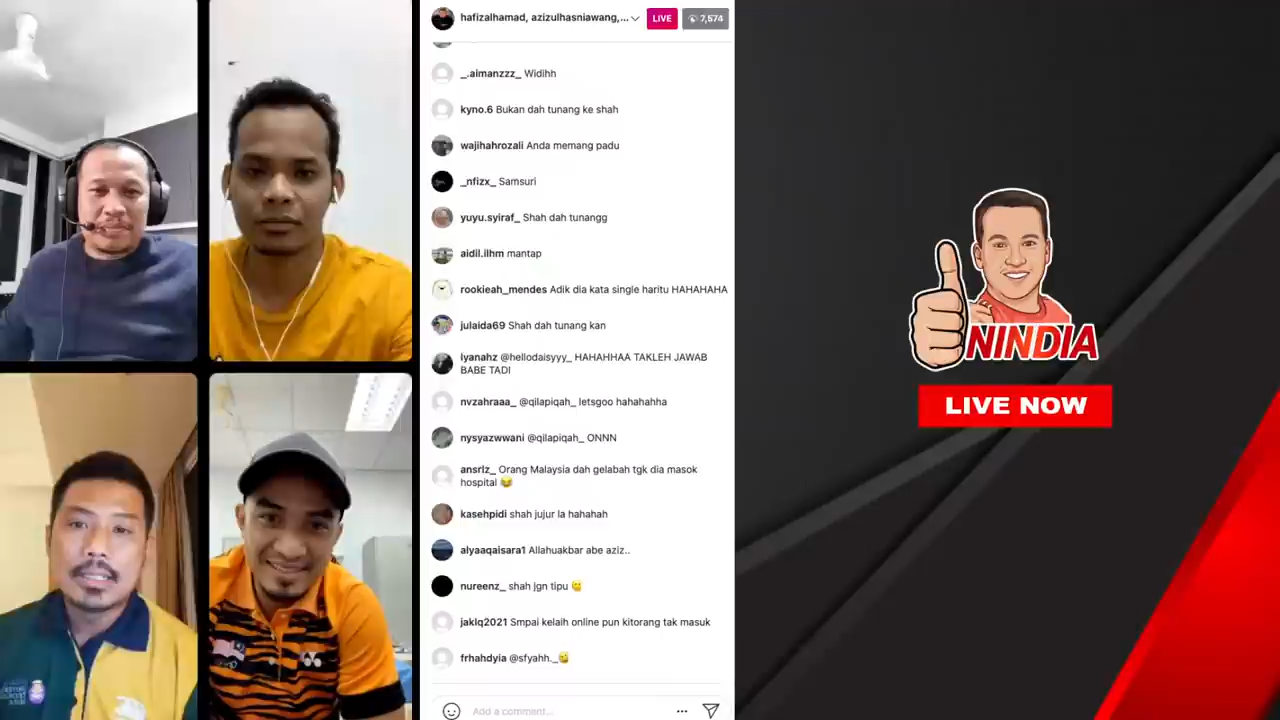 hafizalhamad, azizulhasniawang,...
LIVE
7,574
_.aimanzzz_ Widihh
kyno.6 Bukan dah tunang ke shah
wajihahrozali Anda memang padu
_nfizx_ Samsuri
yuyu.syiraf_ Shah dah tunangg
aidil.ilhm mantap
rookieah_mendes Adik dia kata single haritu HAHAHAHA
julaida69 Shah dah tunang kan
iyanahz @hellodaisyyy_ HAHAHHAA TAKLEH JAWAB
BABE TADI
nvzahraaa_ @qilapiqah_ letsgoo hahahahha
nysyazwwani @qilapiqah_ ONNN
ansrlz_ Orang Malaysia dah gelabah tgk dia masok
hospital 😂
kasehpidi shah jujur la hahahah
alyaaqaisara1 Allahuakbar abe aziz..
nureenz_ shah jgn tipu
jaklq2021 Smpai kelaih online pun kitorang tak masuk
frhahdyia @sfyahh._
Add a comment...
NINDIA
LIVE NOW